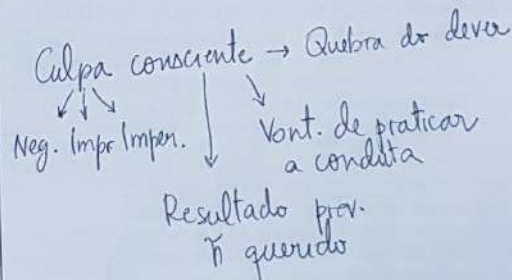 Culpa consciente → Quebra do dever
Neg. Impr Imper.
Vont. de praticar
a conduta
Resultado prev.
ñ querido